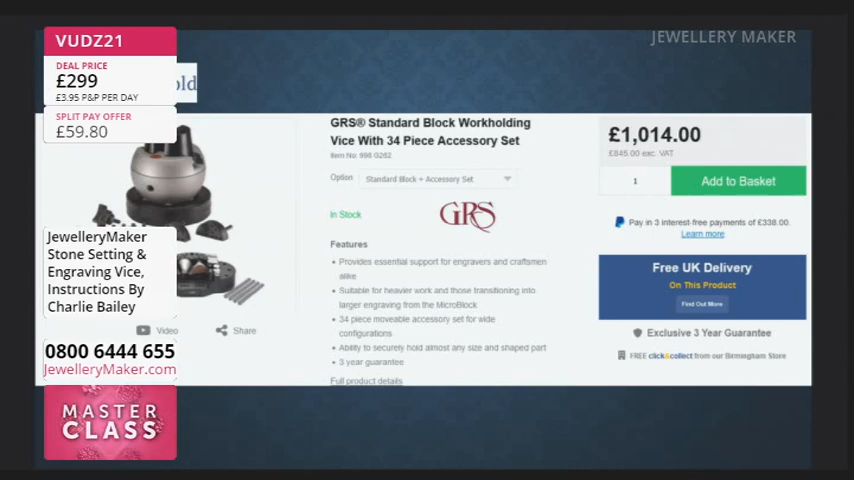 VUDZ21
DEAL PRICE
£299
£3.95 P&P PER DAY
SPLIT PAY OFFER
£59.80
JewelleryMaker
Stone Setting &
Engraving Vice,
Instructions By
Charlie Bailey
0800 6444 655
JewelleryMaker.com
MASTER
CLASS
JEWELLERY MAKER
old
GRS® Standard Block Workholding
Vice With 34 Piece Accessory Set
Item No: 998 G262
Option
Standard Block + Accessory Set
In Stock
GRS
Features
• Provides essential support for engravers and craftsmen
alike
• Suitable for heavier work and those transitioning into
larger engraving from the MicroBlock
• 34 piece moveable accessory set for wide
configurations
• Ability to securely hold almost any size and shaped part
• 3 year guarantee
Full product details
Video
Share
£1,014.00
£845.00 exc. VAT
1
Add to Basket
Pay in 3 interest-free payments of £338.00.
Learn more
Free UK Delivery
On This Product
Find Out More
Exclusive 3 Year Guarantee
FREE click&collect from our Birmingham Store